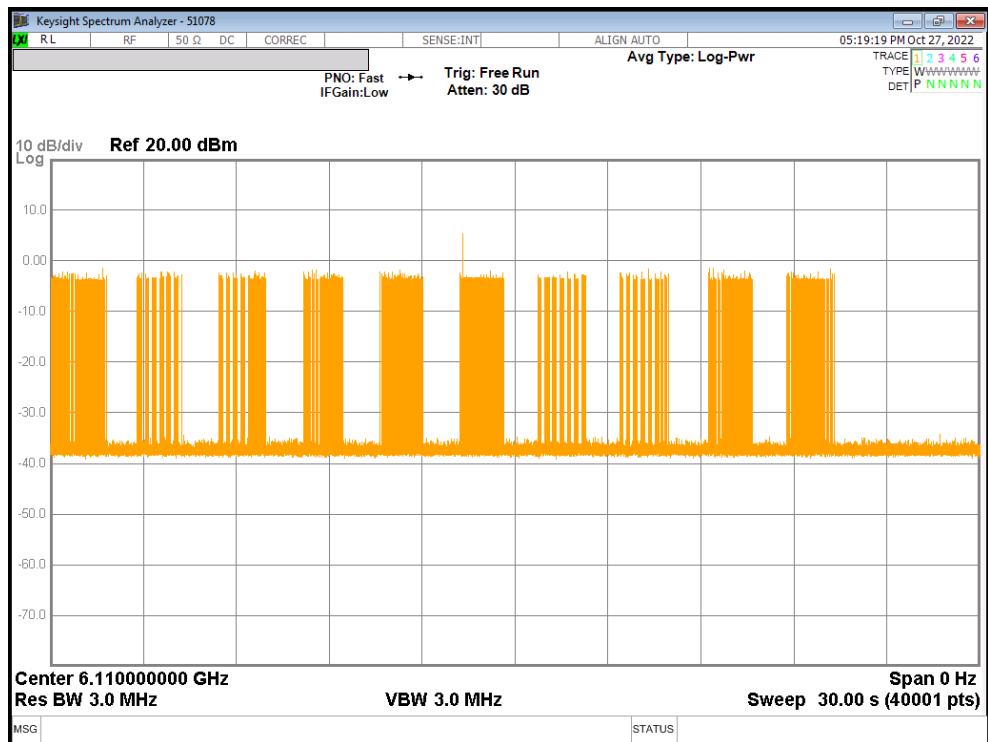 Keysight Spectrum Analyzer - 51078
LXI RL RF 50 Ω DC CORREC SENSE:INT ALIGN AUTO 05:19:19 PM Oct 27, 2022
Avg Type: Log-Pwr TRACE 1 2 3 4 5 6
PNO: Fast Trig: Free Run TYPE WWWWWW
IFGain:Low Atten: 30 dB DET P N N N N N
10 dB/div Ref 20.00 dBm
Log
10.0
0.00
-10.0
-20.0
-30.0
-40.0
-50.0
-60.0
-70.0
Center 6.110000000 GHz Span 0 Hz
Res BW 3.0 MHz VBW 3.0 MHz Sweep 30.00 s (40001 pts)
MSG STATUS